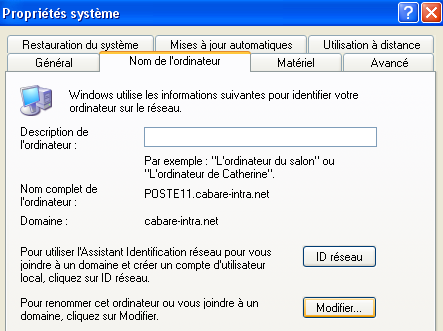 Propriétés système
Restauration du système
Mises à jour automatiques
Utilisation à distance
Général
Nom de l'ordinateur
Matériel
Avancé
Windows utilise les informations suivantes pour identifier votre
ordinateur sur le réseau.
Description de
l'ordinateur :
Par exemple : "L'ordinateur du salon" ou
"L'ordinateur de Catherine".
Nom complet de
l'ordinateur :
POSTE11.cabare-intra.net
Domaine :
cabare-intra.net
Pour utiliser l'Assistant Identification réseau pour vous
joindre à un domaine et créer un compte d'utilisateur
local, cliquez sur ID réseau.
ID réseau
Pour renommer cet ordinateur ou vous joindre à un
domaine, cliquez sur Modifier.
Modifier...